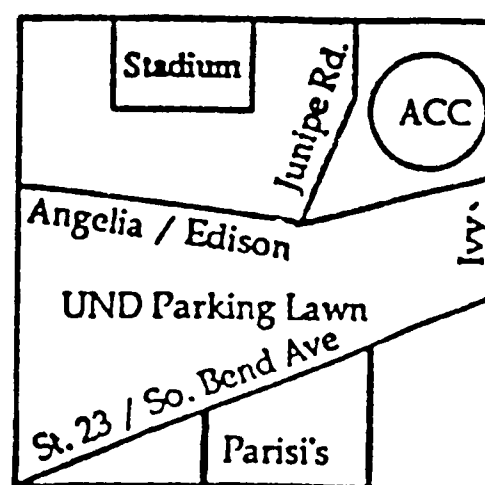 Stadium
Junipe Rd.
ACC
Angelia / Edison
Ivy
UND Parking Lawn
St. 23 / So. Bend Ave
Parisi's